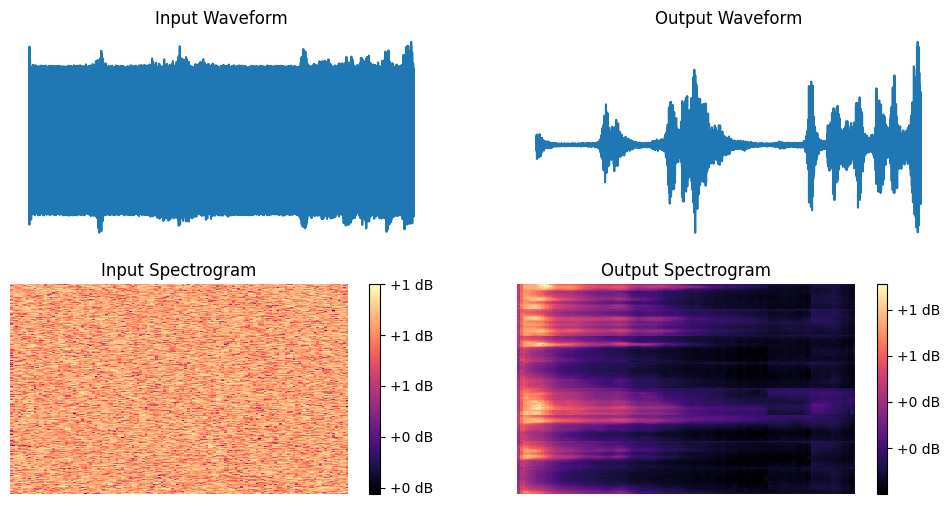 Input Waveform
Output Waveform
Input Spectrogram
+1 dB
+1 dB
+1 dB
+0 dB
+0 dB
Output Spectrogram
+1 dB
+1 dB
+0 dB
+0 dB